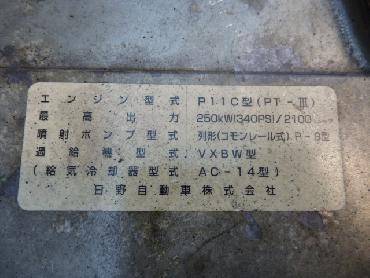 エンジン型式 P11C型(PT-Ⅲ)
最高出力 250kW(340PS)/2100
噴射ポンプ型式 列形(コモンレール式)P-9型
過給機型式 VXBW型
(給気冷却器型式 AC-14型)
日野自動車株式会社